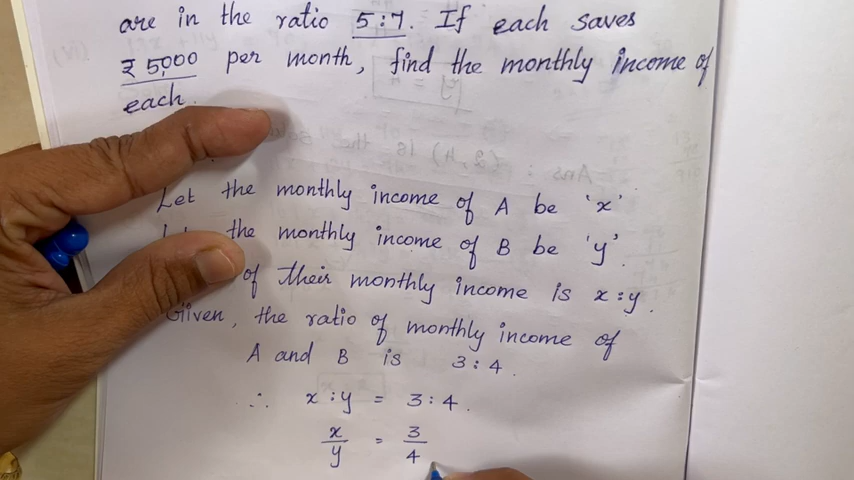 are in the ratio 5:7. If each saves
₹ 5,000 per month, find the monthly income of
each.
Let the monthly income of A be 'x'
the monthly income of B be 'y'.
of their monthly income is x:y.
Given, the ratio of monthly income of
A and B is 3:4.
∴ x:y = 3:4.
x/y = 3/4